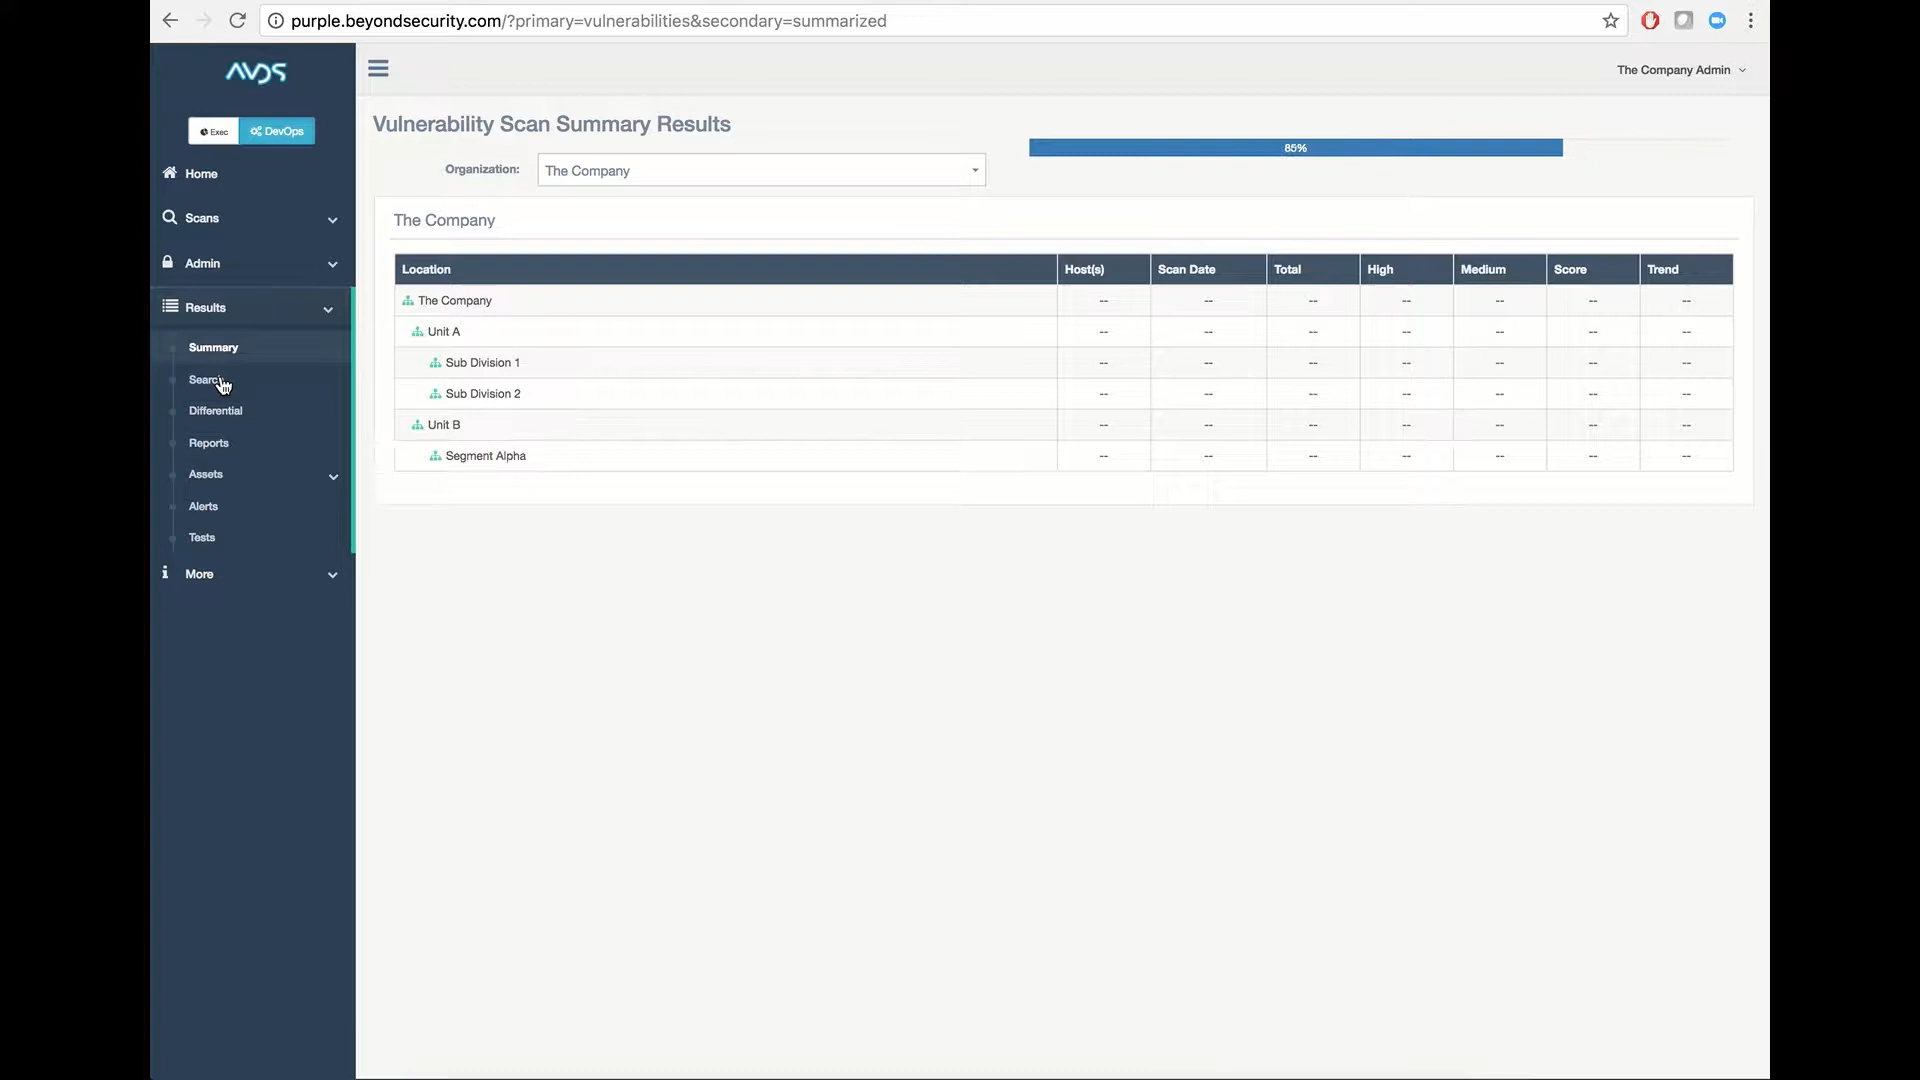 purple.beyondsecurity.com/?primary=vulnerabilities&secondary=summarized
AVDS
The Company Admin
Exec DevOps
Vulnerability Scan Summary Results
85%
Organization: The Company
Home
Scans
Admin
Results
Summary
Search
Differential
Reports
Assets
Alerts
Tests
More
The Company
Location Host(s) Scan Date Total High Medium Score Trend
The Company -- -- -- -- -- -- --
Unit A -- -- -- -- -- -- --
Sub Division 1 -- -- -- -- -- -- --
Sub Division 2 -- -- -- -- -- -- --
Unit B -- -- -- -- -- -- --
Segment Alpha -- -- -- -- -- -- --